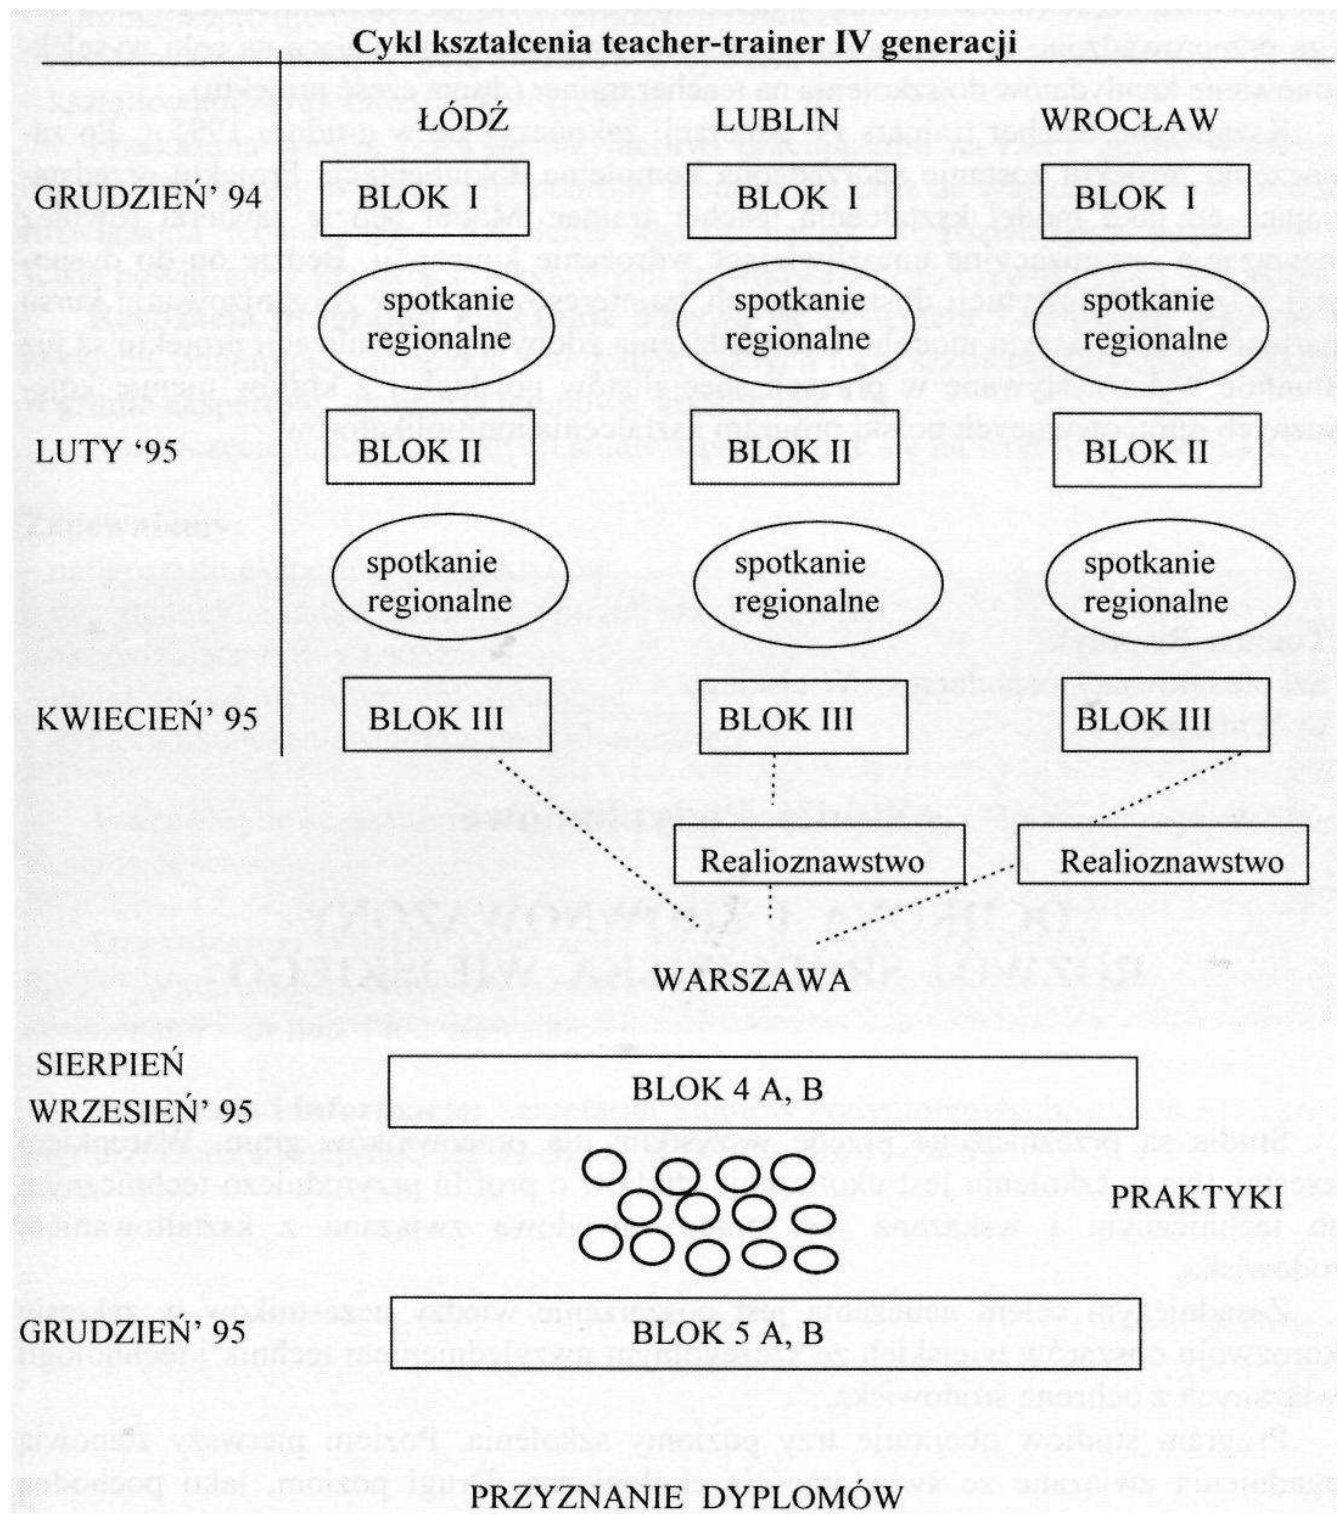 Cykl kształcenia teacher-trainer IV generacji
ŁÓDŹ LUBLIN WROCŁAW
GRUDZIEŃ' 94 BLOK I BLOK I BLOK I
spotkanie spotkanie spotkanie
regionalne regionalne regionalne
LUTY '95 BLOK II BLOK II BLOK II
spotkanie spotkanie spotkanie
regionalne regionalne regionalne
KWIECIEŃ' 95 BLOK III BLOK III BLOK III
Realioznawstwo Realioznawstwo
WARSZAWA
SIERPIEŃ
WRZESIEŃ' 95
BLOK 4 A, B
PRAKTYKI
GRUDZIEŃ' 95 BLOK 5 A, B
PRZYZNANIE DYPLOMÓW